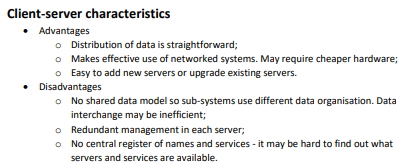 Client-server characteristics
• Advantages
o Distribution of data is straightforward;
o Makes effective use of networked systems. May require cheaper hardware;
o Easy to add new servers or upgrade existing servers.
• Disadvantages
o No shared data model so sub-systems use different data organisation. Data
interchange may be inefficient;
o Redundant management in each server;
o No central register of names and services - it may be hard to find out what
servers and services are available.